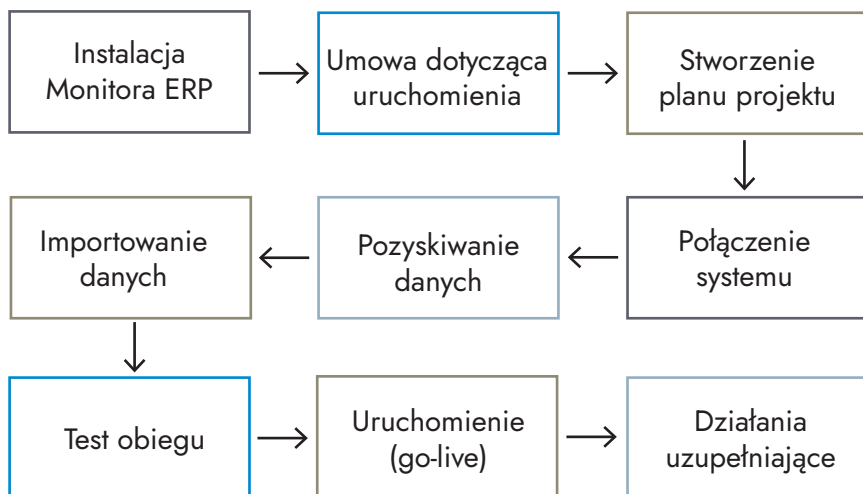 Instalacja
Monitora ERP
Umowa dotycząca
uruchomienia
Stworzenie
planu projektu
Połączenie
systemu
Pozyskiwanie
danych
Importowanie
danych
Test obiegu
Uruchomienie
(go-live)
Działania
uzupełniające